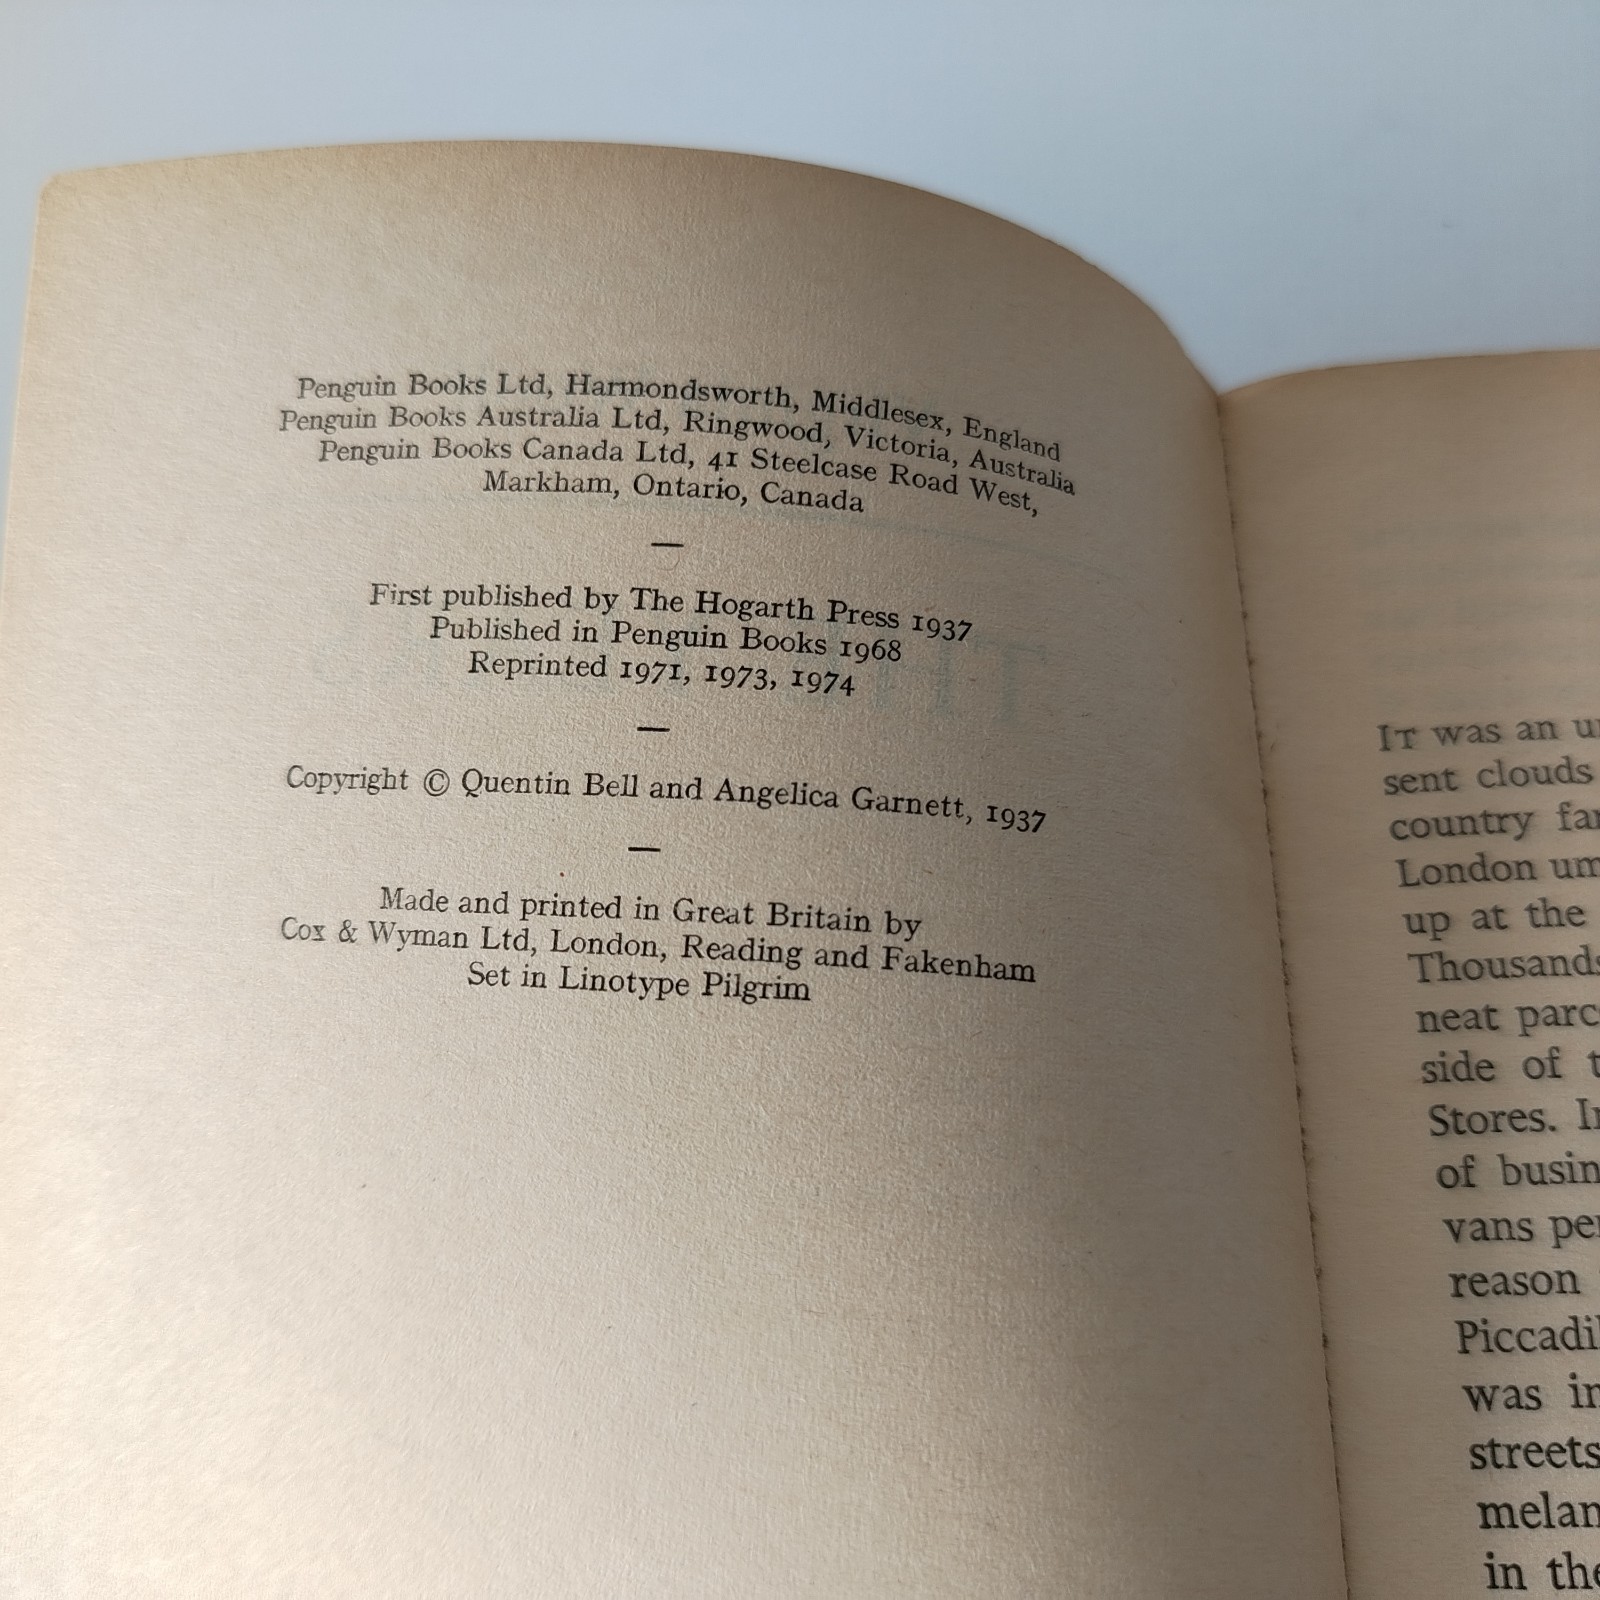 Penguin Books Ltd, Harmondsworth, Middlesex, England
Penguin Books Australia Ltd, Ringwood, Victoria, Australia
Penguin Books Canada Ltd, 41 Steelcase Road West,
Markham, Ontario, Canada
—
First published by The Hogarth Press 1937
Published in Penguin Books 1968
Reprinted 1971, 1973, 1974
—
Copyright © Quentin Bell and Angelica Garnett, 1937
—
Made and printed in Great Britain by
Cox & Wyman Ltd, London, Reading and Fakenham
Set in Linotype Pilgrim
IT was an
sent clouds
country
London
up at the
Thousands
neat
side of
Stores.
of
vans
reason
was
streets
in